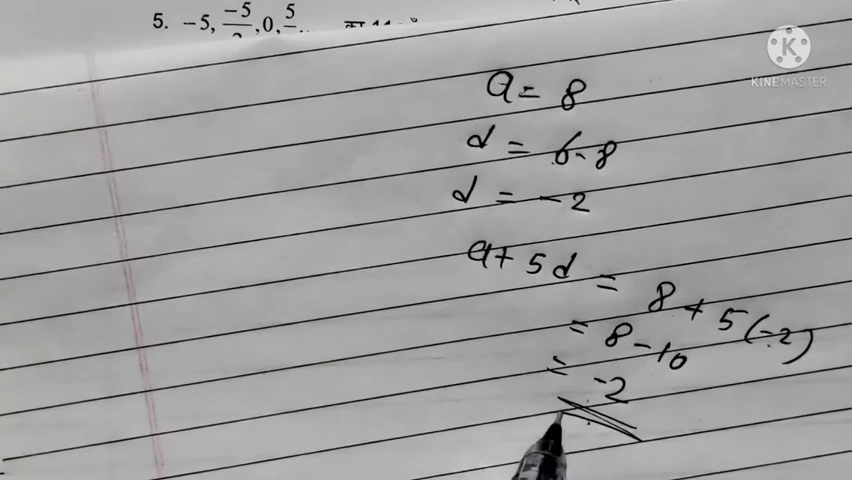 5. -5, -5/2, 0, 5/
K
KINEMASTER
a = 8
d = 6-8
d = -2
a + 5d = 8 + 5(-2)
= 8 - 10
= -2